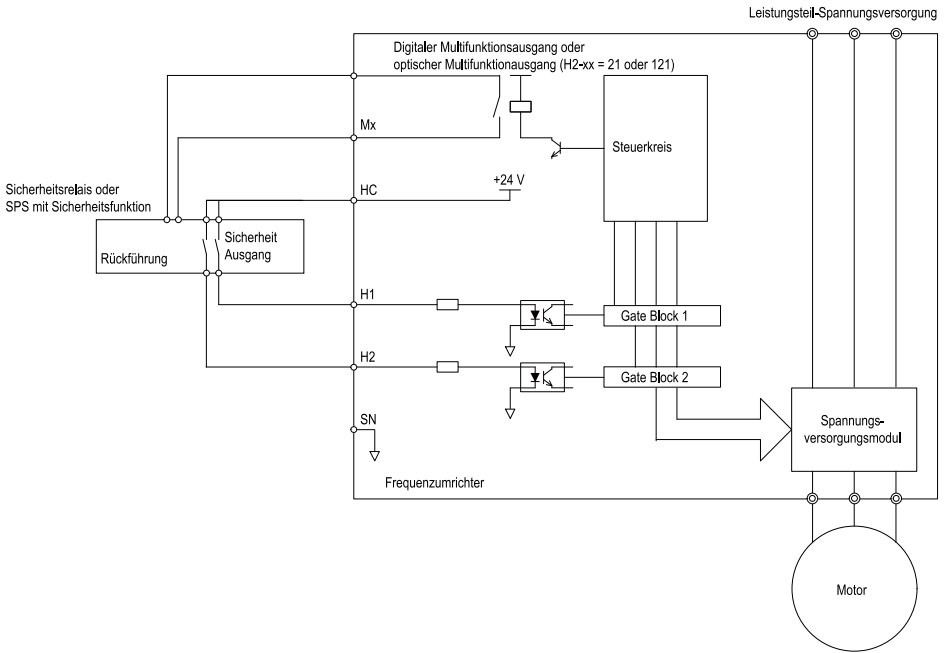 Leistungsteil-Spannungsversorgung
Digitaler Multifunktionsausgang oder
optischer Multifunktionausgang (H2-xx = 21 oder 121)
Mx
Steuerkreis
+24 V
HC
Sicherheitsrelais oder
SPS mit Sicherheitsfunktion
Sicherheit
Ausgang
Rückführung
H1
Gate Block 1
H2
Gate Block 2
SN
Spannungs-
versorgungsmodul
Frequenzumrichter
Motor